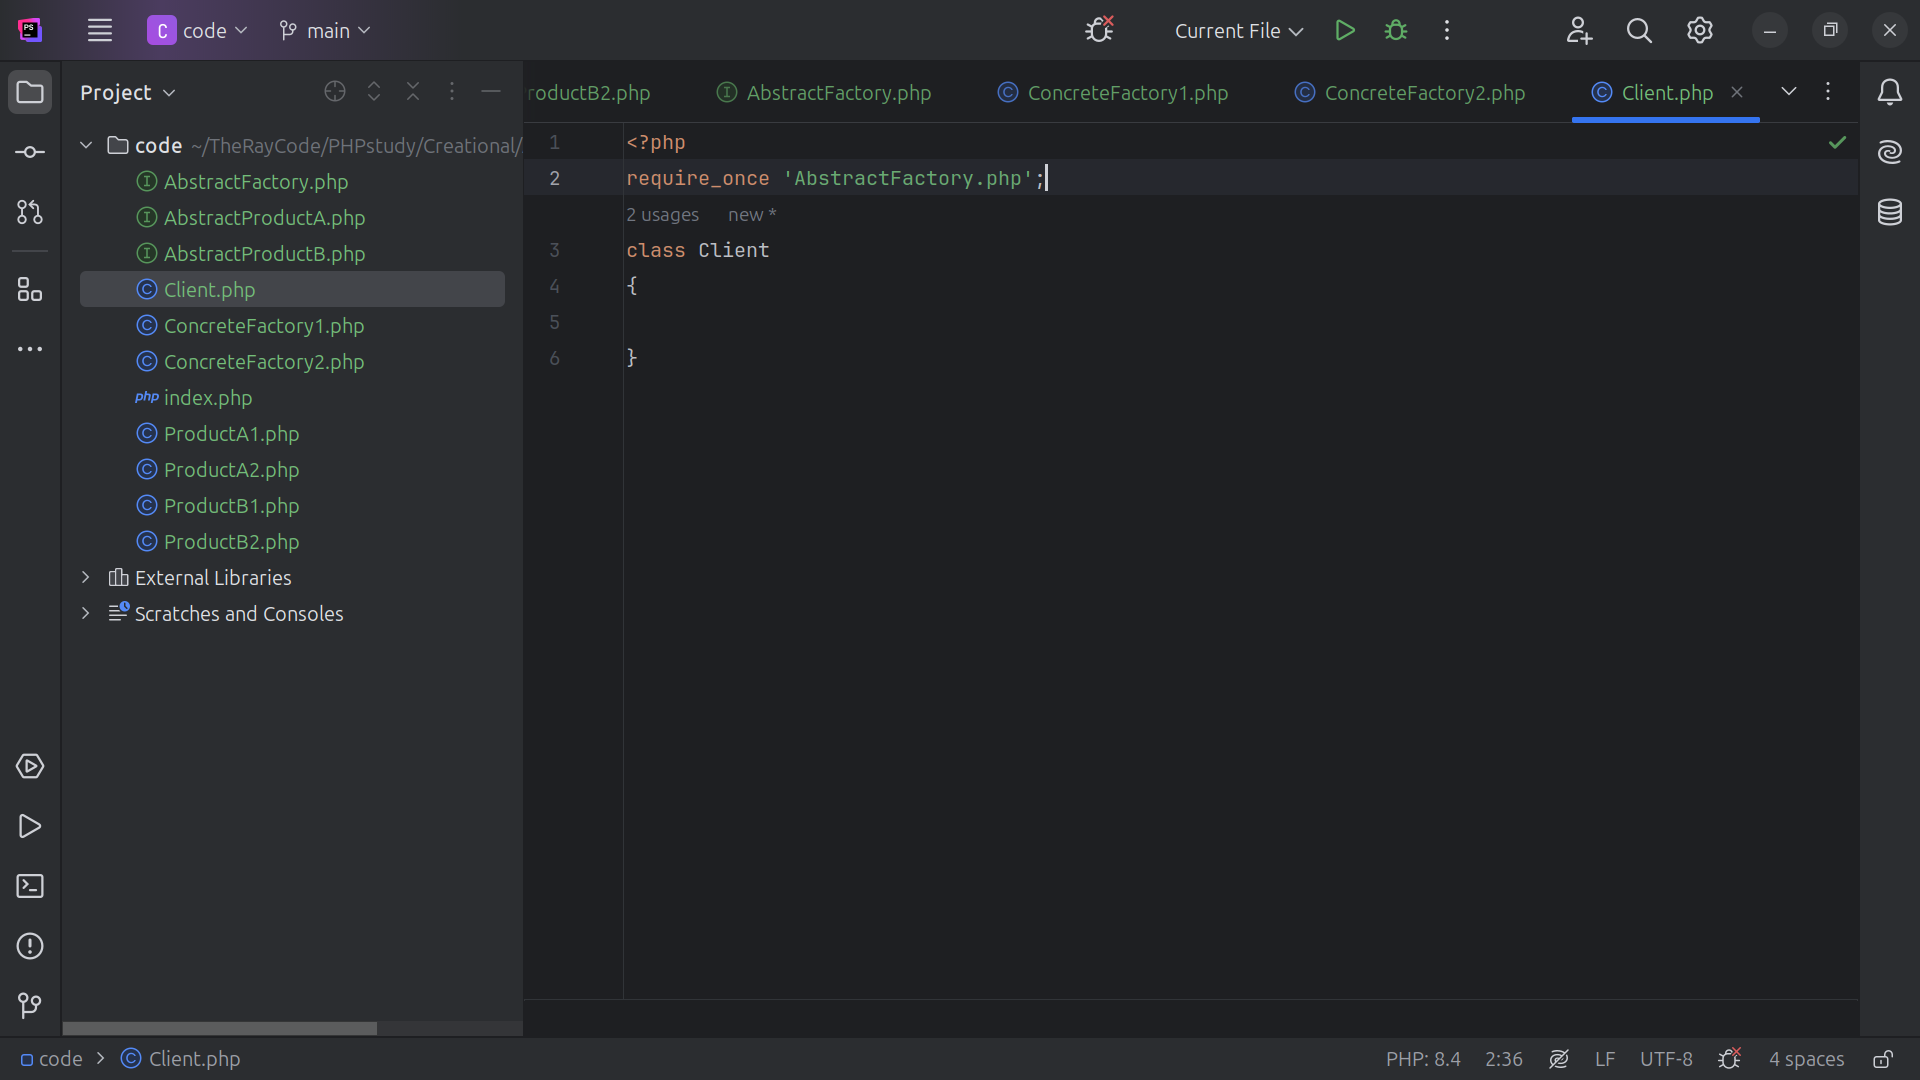 PS
C code main
Current File
Project
code ~/TheRayCode/PHPstudy/Creational/
AbstractFactory.php
AbstractProductA.php
AbstractProductB.php
Client.php
ConcreteFactory1.php
ConcreteFactory2.php
php index.php
ProductA1.php
ProductA2.php
ProductB1.php
ProductB2.php
External Libraries
Scratches and Consoles
roductB2.php AbstractFactory.php ConcreteFactory1.php ConcreteFactory2.php Client.php
1 <?php
2 require_once 'AbstractFactory.php';
2 usages new *
3 class Client
4 {
5
6 }
code > Client.php
PHP: 8.4 2:36 LF UTF-8 4 spaces